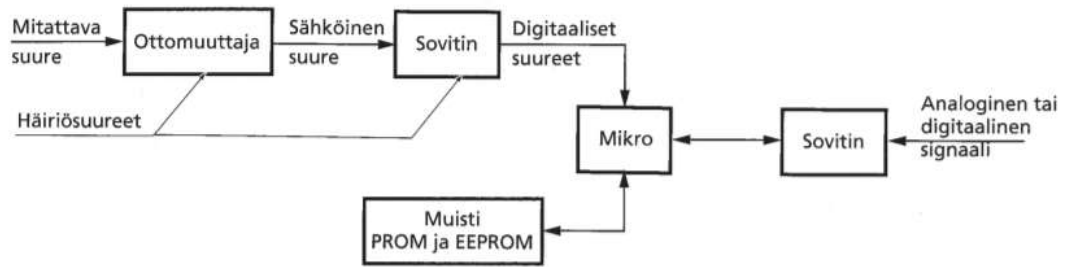 Mitattava
suure
Ottomuuttaja
Sähköinen
suure
Sovitin
Digitaaliset
suureet
Häiriösuureet
Mikro
Sovitin
Analoginen tai
digitaalinen
signaali
Muisti
PROM ja EEPROM